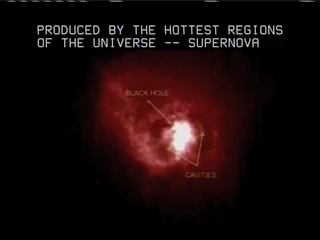 PRODUCED BY THE HOTTEST REGIONS
OF THE UNIVERSE -- SUPERNOVA
BLACK HOLE
CAVITIES